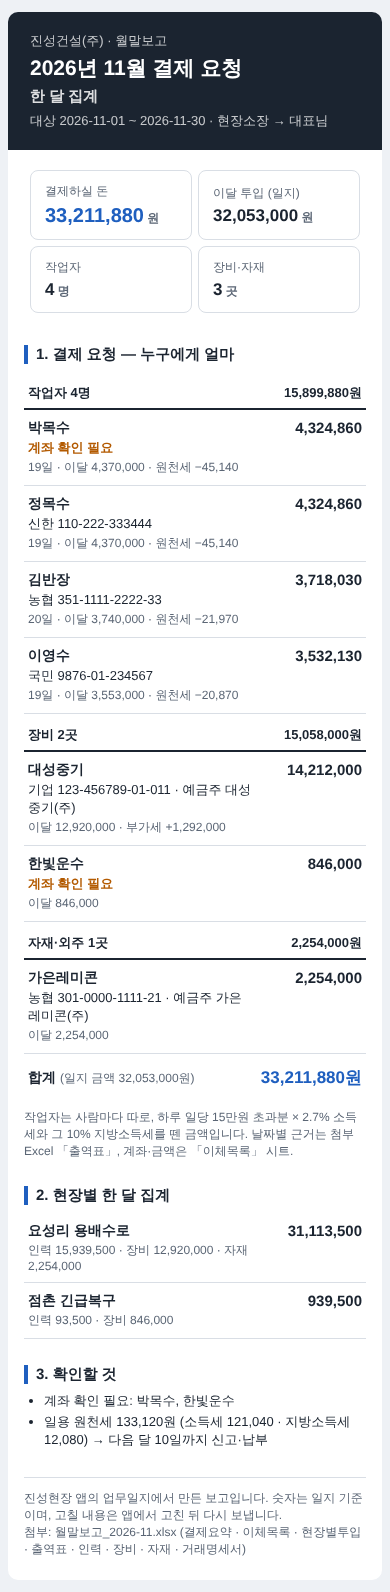 진성건설(주) · 월말보고
2026년 11월 결제 요청
한 달 집계
대상 2026-11-01 ~ 2026-11-30 · 현장소장 → 대표님
결제하실 돈
33,211,880 원
이달 투입 (일지)
32,053,000 원
작업자
4 명
장비·자재
3 곳
1. 결제 요청 — 누구에게 얼마
작업자 4명 15,899,880원
박목수 4,324,860
계좌 확인 필요
19일 · 이달 4,370,000 · 원천세 −45,140
정목수 4,324,860
신한 110-222-333444
19일 · 이달 4,370,000 · 원천세 −45,140
김반장 3,718,030
농협 351-1111-2222-33
20일 · 이달 3,740,000 · 원천세 −21,970
이영수 3,532,130
국민 9876-01-234567
19일 · 이달 3,553,000 · 원천세 −20,870
장비 2곳 15,058,000원
대성중기 14,212,000
기업 123-456789-01-011 · 예금주 대성
중기(주)
이달 12,920,000 · 부가세 +1,292,000
한빛운수 846,000
계좌 확인 필요
이달 846,000
자재·외주 1곳 2,254,000원
가은레미콘 2,254,000
농협 301-0000-1111-21 · 예금주 가은
레미콘(주)
이달 2,254,000
합계 (일지 금액 32,053,000원) 33,211,880원
작업자는 사람마다 따로, 하루 일당 15만원 초과분 × 2.7% 소득
세와 그 10% 지방소득세를 뗀 금액입니다. 날짜별 근거는 첨부
Excel 「출역표」, 계좌·금액은 「이체목록」 시트.
2. 현장별 한 달 집계
요성리 용배수로 31,113,500
인력 15,939,500 · 장비 12,920,000 · 자재
2,254,000
점촌 긴급복구 939,500
인력 93,500 · 장비 846,000
3. 확인할 것
• 계좌 확인 필요: 박목수, 한빛운수
• 일용 원천세 133,120원 (소득세 121,040 · 지방소득세
12,080) → 다음 달 10일까지 신고·납부
진성현장 앱의 업무일지에서 만든 보고입니다. 숫자는 일지 기준
이며, 고칠 내용은 앱에서 고친 뒤 다시 보냅니다.
첨부: 월말보고_2026-11.xlsx (결제요약 · 이체목록 · 현장별투입
· 출역표 · 인력 · 장비 · 자재 · 거래명세서)